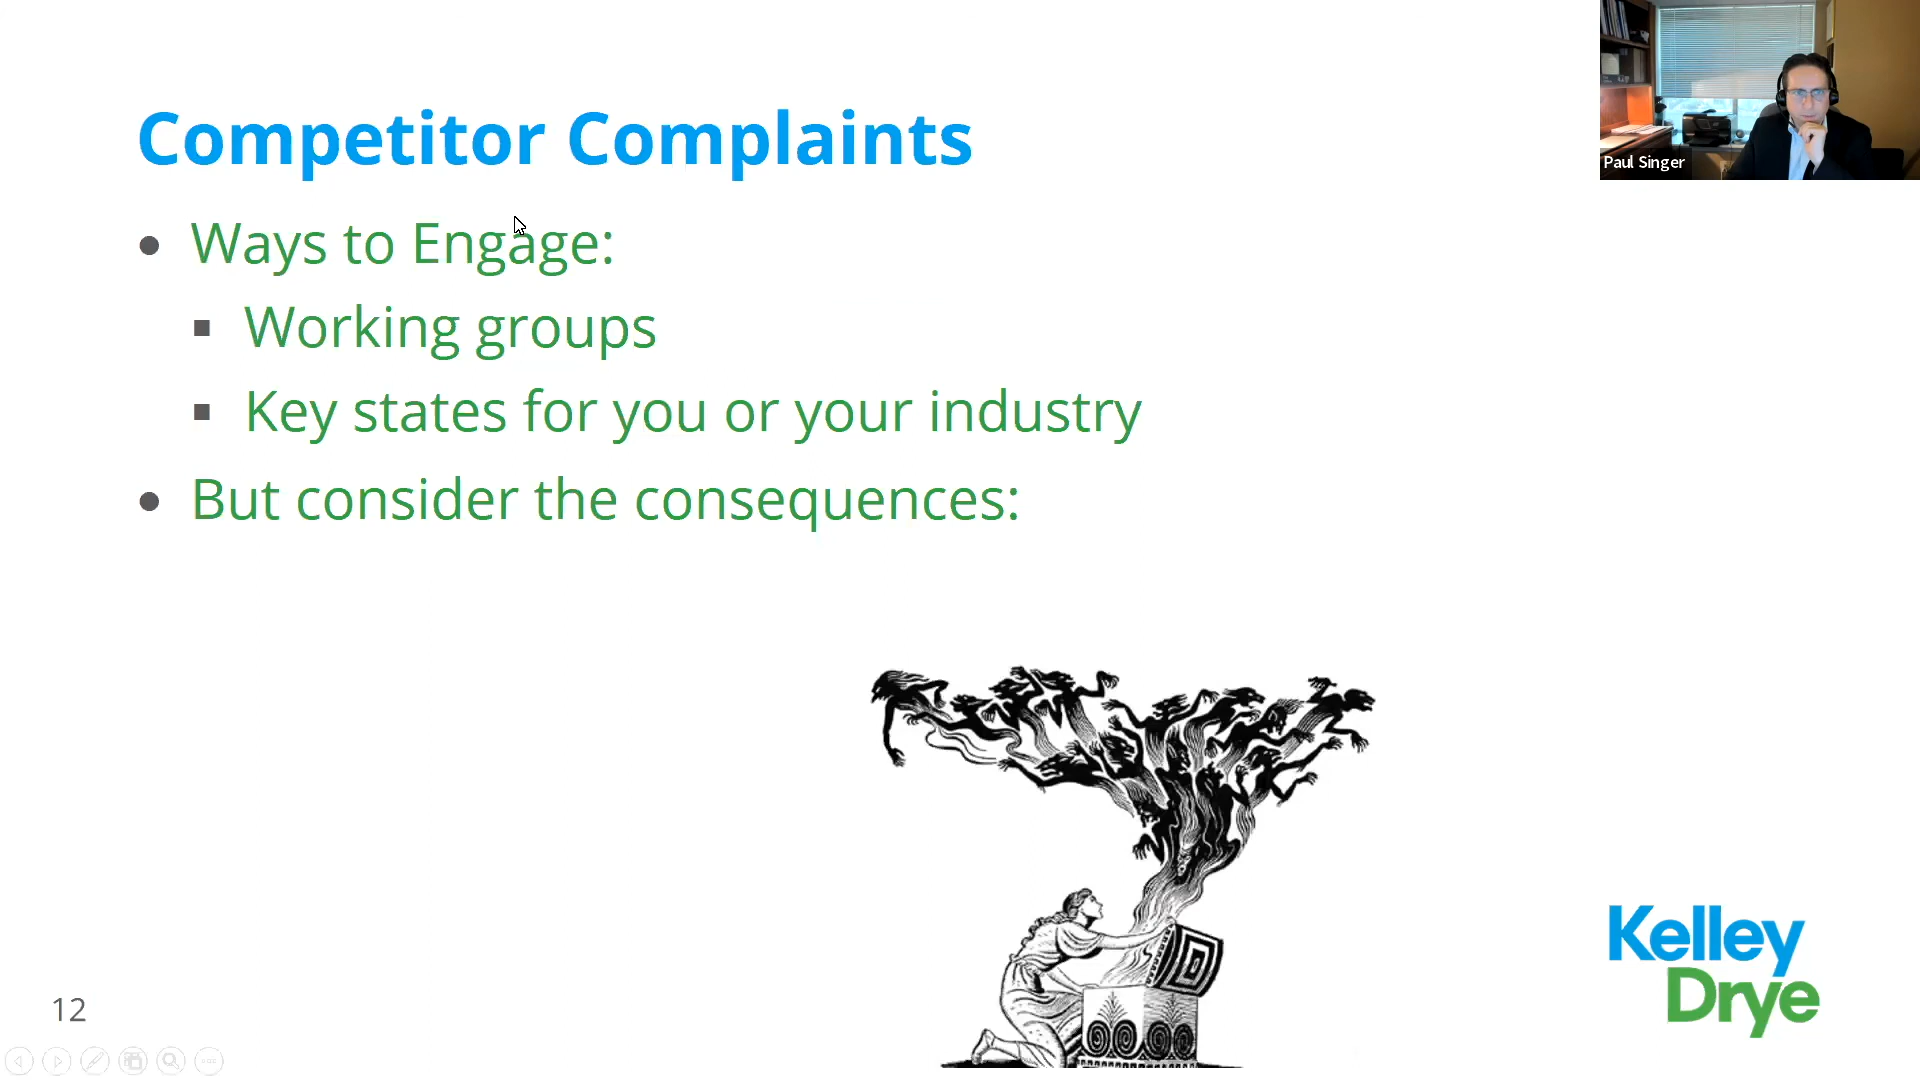 Competitor Complaints
Paul Singer
Ways to Engage:
Working groups
Key states for you or your industry
But consider the consequences:
Kelley
Drye
12